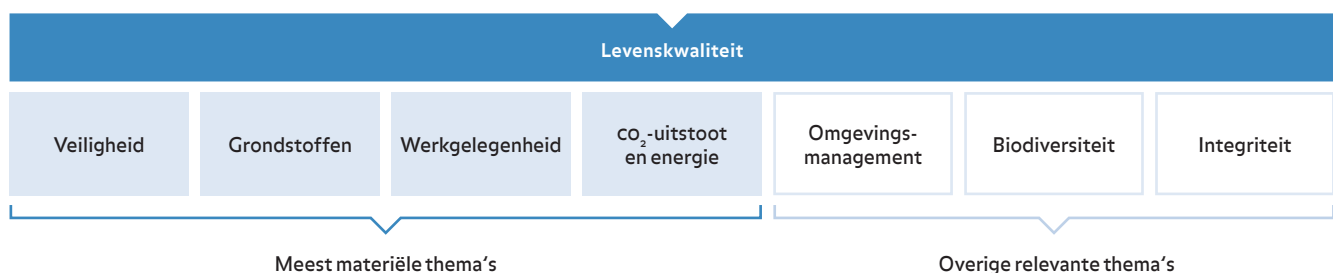 Levenskwaliteit
Veiligheid
Grondstoffen
Werkgelegenheid
CO₂-uitstoot
en energie
Omgevings-
management
Biodiversiteit
Integriteit
Meest materiële thema‘s
Overige relevante thema‘s